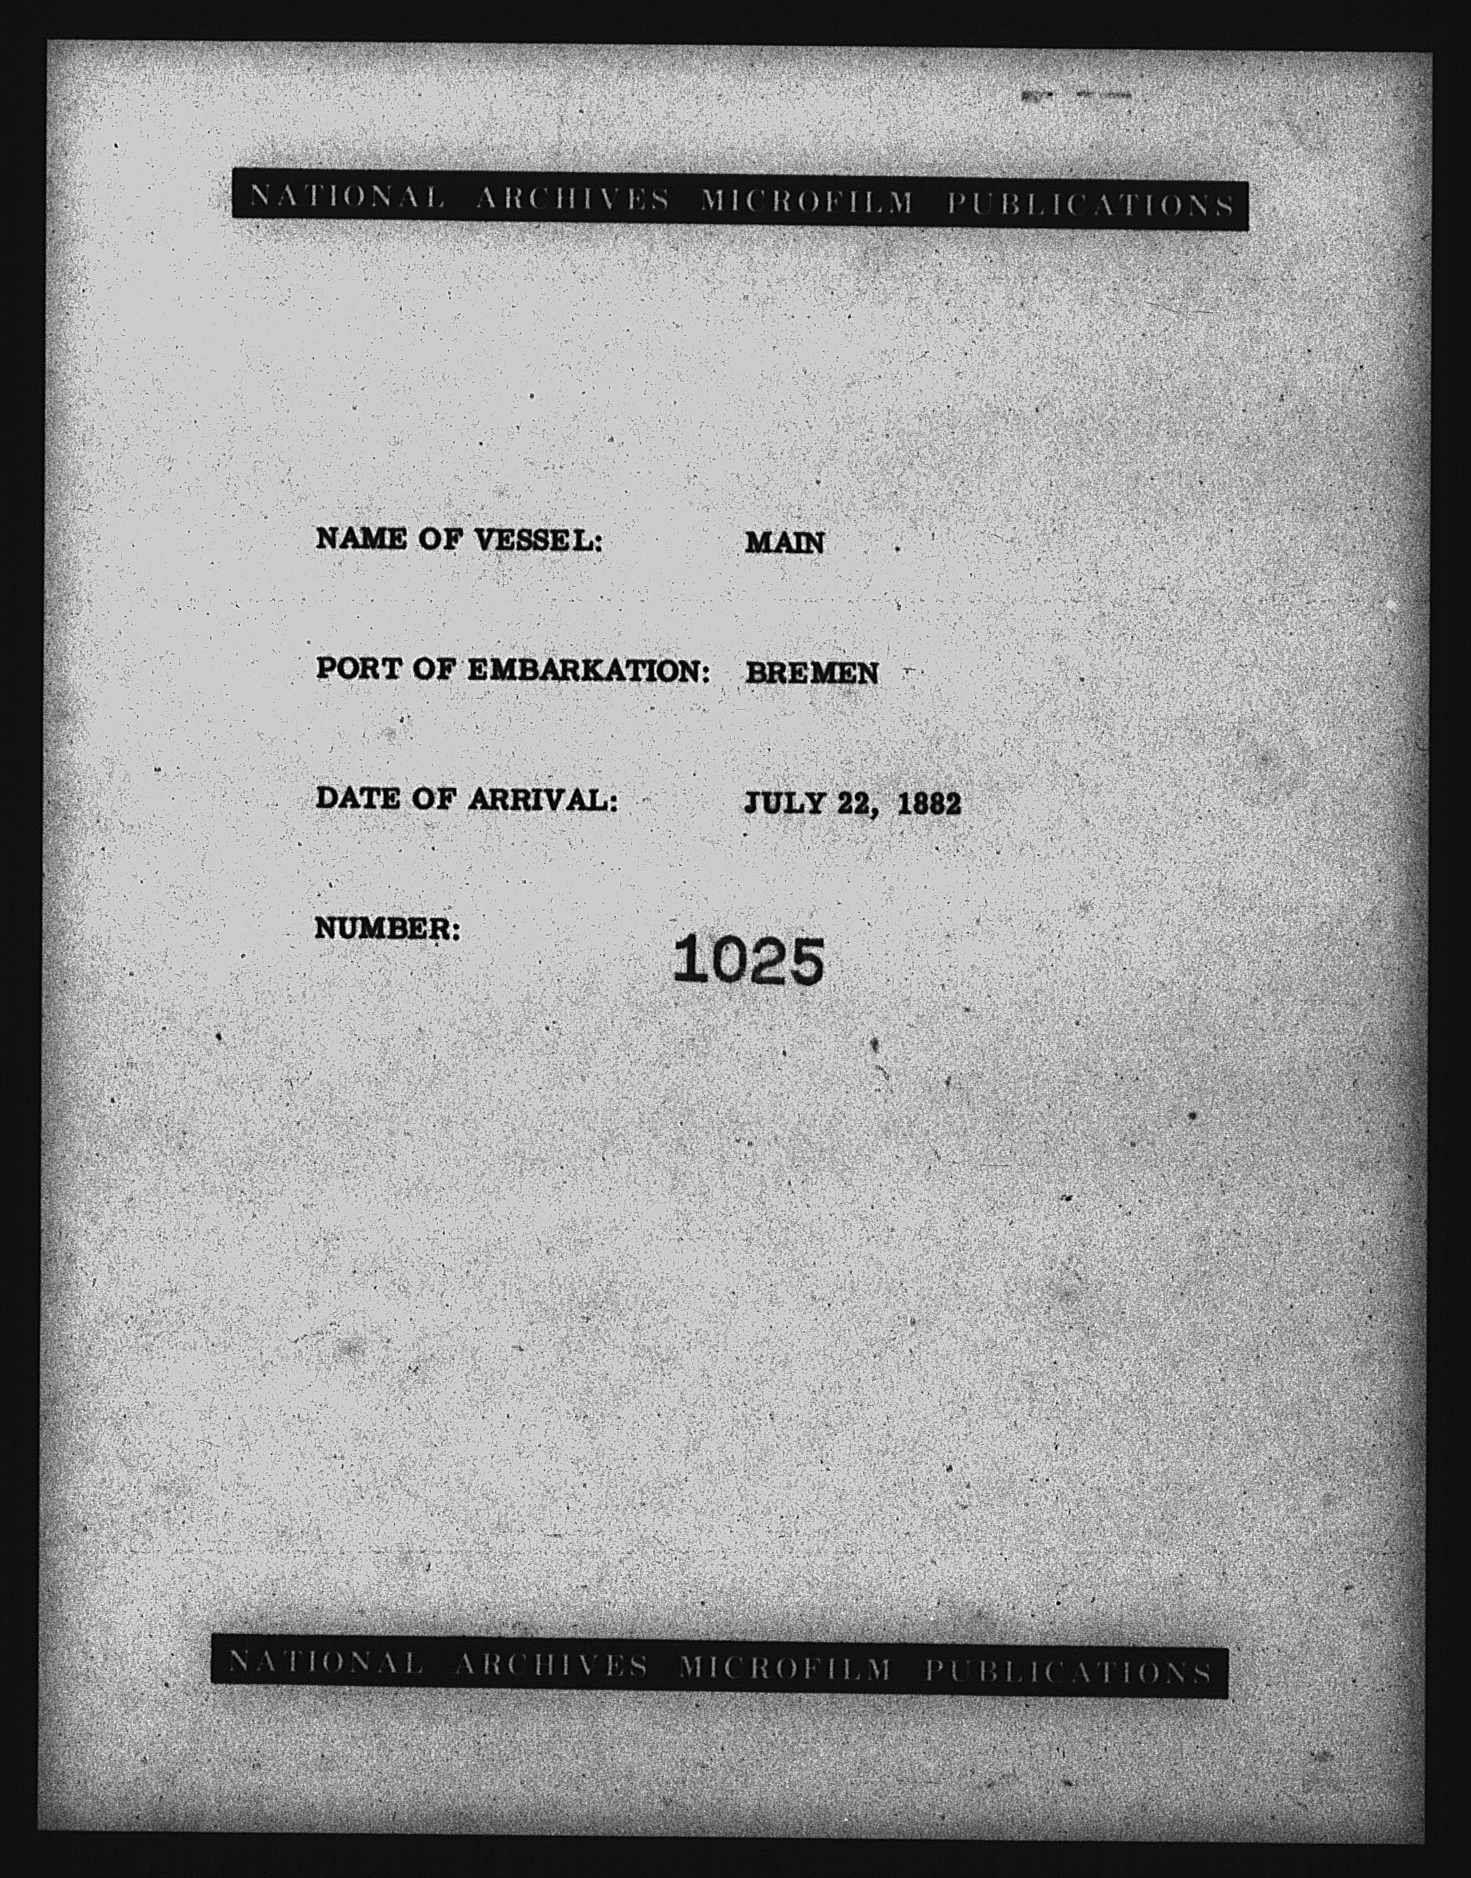 NATIONAL ARCHIVES MICROFILM PUBLICATIONS
NAME OF VESSEL: MAIN
PORT OF EMBARKATION: BREMEN
DATE OF ARRIVAL: JULY 22, 1882
NUMBER: 1025
NATIONAL ARCHIVES MICROFILM PUBLICATIONS